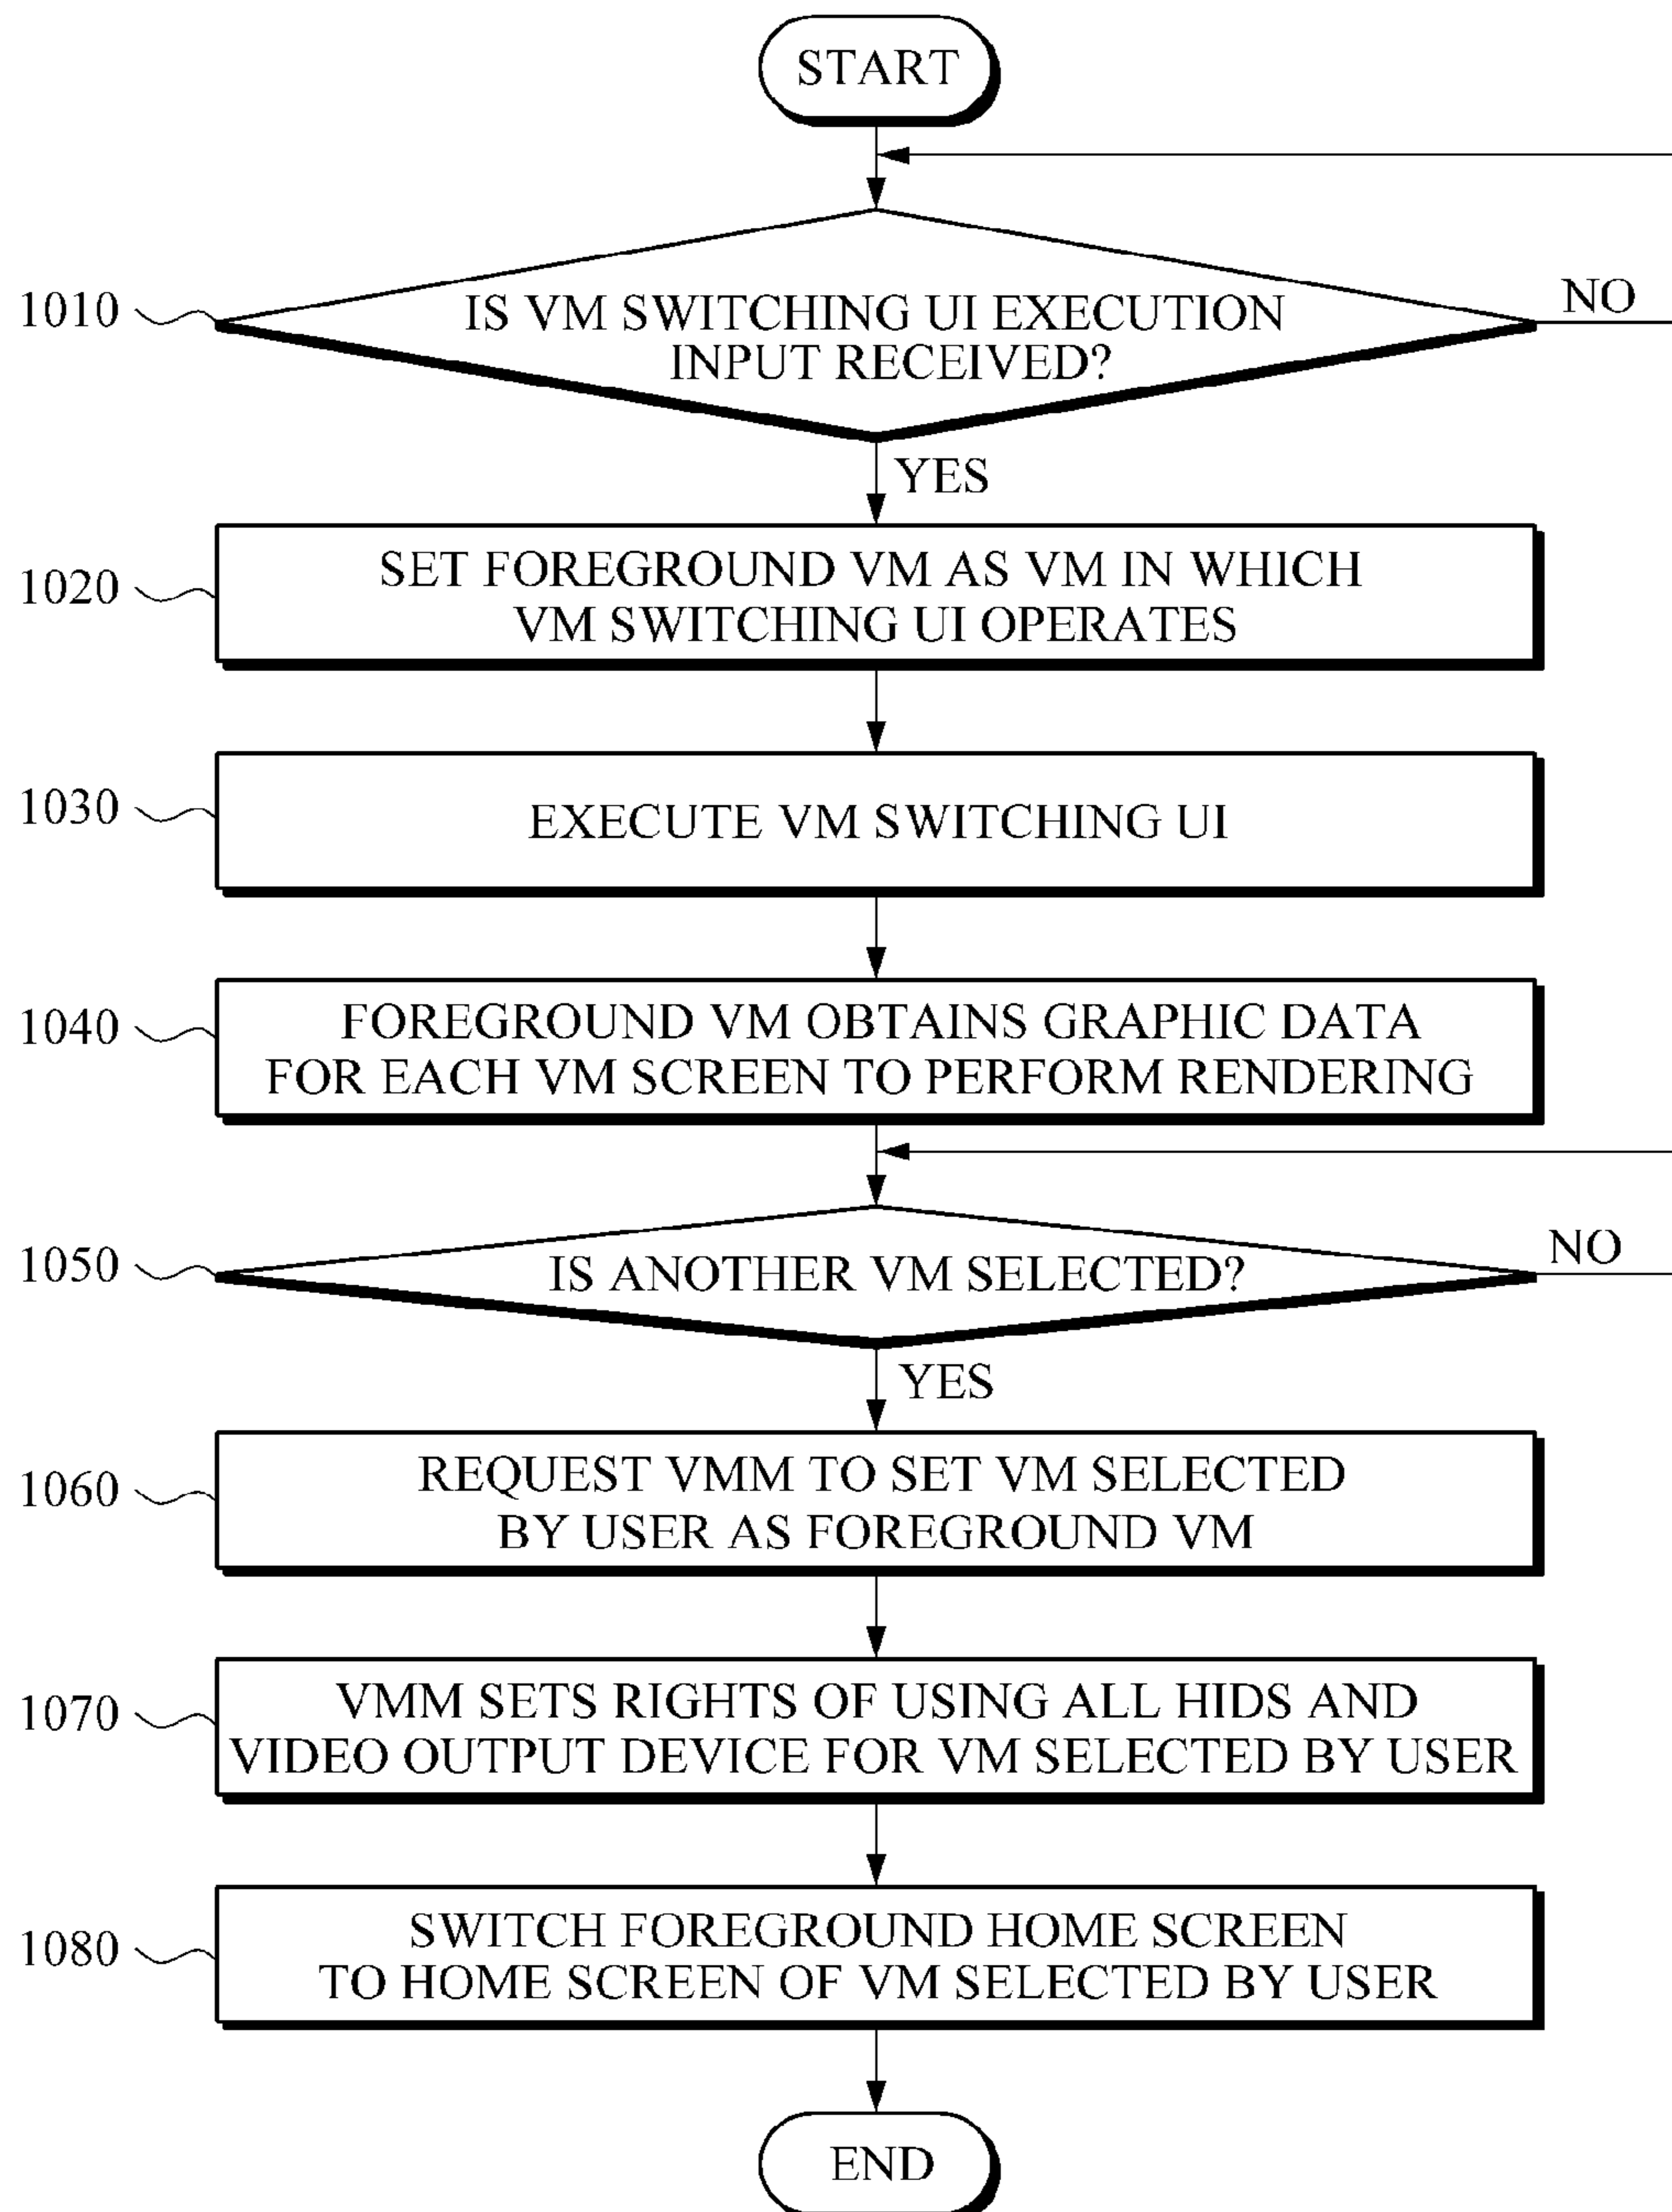 START
1010
IS VM SWITCHING UI EXECUTION
INPUT RECEIVED?
NO
YES
1020
SET FOREGROUND VM AS VM IN WHICH
VM SWITCHING UI OPERATES
1030
EXECUTE VM SWITCHING UI
1040
FOREGROUND VM OBTAINS GRAPHIC DATA
FOR EACH VM SCREEN TO PERFORM RENDERING
1050
IS ANOTHER VM SELECTED?
NO
YES
1060
REQUEST VMM TO SET VM SELECTED
BY USER AS FOREGROUND VM
1070
VMM SETS RIGHTS OF USING ALL HIDS AND
VIDEO OUTPUT DEVICE FOR VM SELECTED BY USER
1080
SWITCH FOREGROUND HOME SCREEN
TO HOME SCREEN OF VM SELECTED BY USER
END